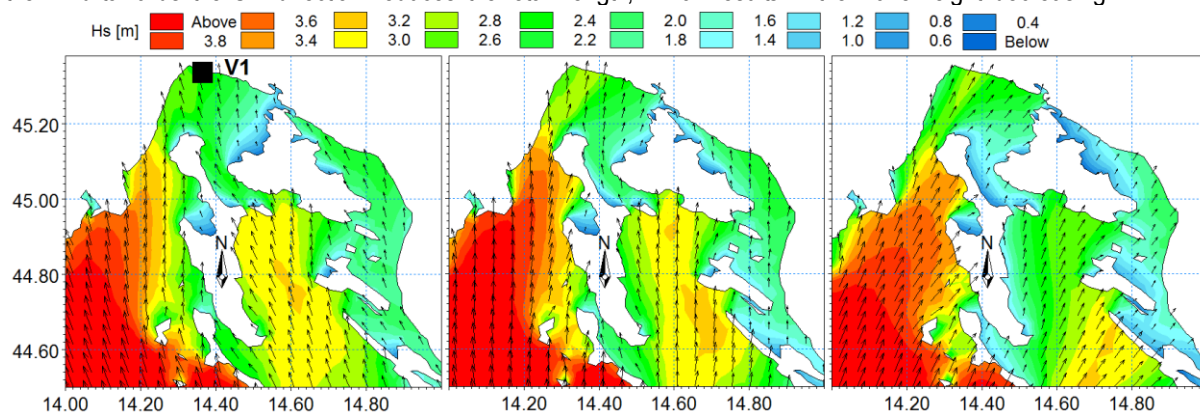 Hs [m] Above 3.6 3.2 2.8 2.4 2.0 1.6 1.2 0.8 0.4
3.8 3.4 3.0 2.6 2.2 1.8 1.4 1.0 0.6 Below
V1
45.20
45.00
N N N
44.80
44.60
14.00 14.20 14.40 14.60 14.80 14.20 14.40 14.60 14.80 14.20 14.40 14.60 14.80